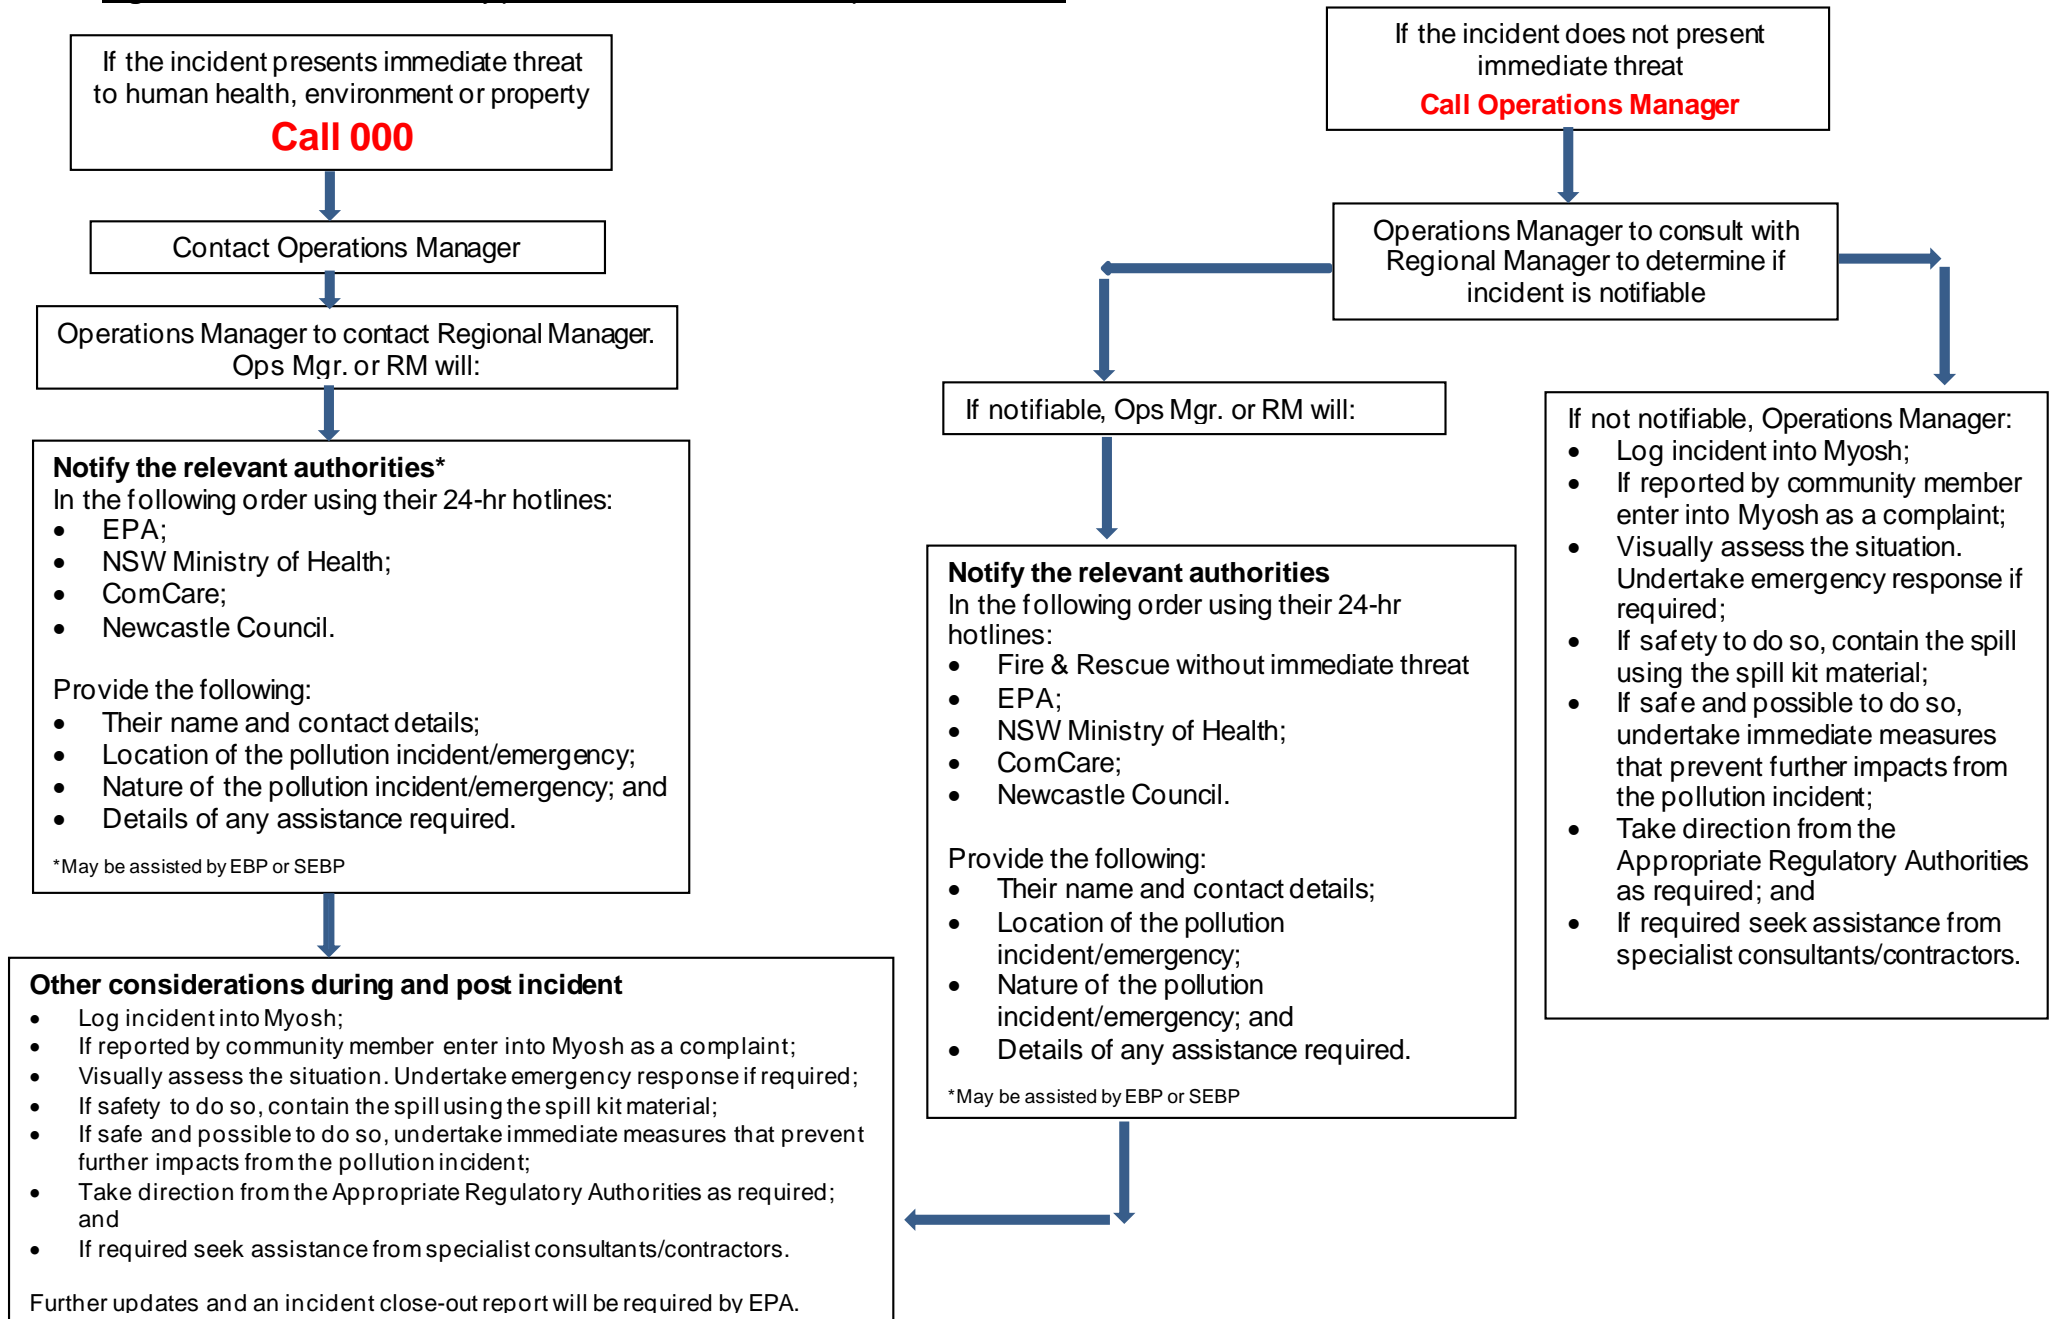 If the incident presents immediate threat
to human health, environment or property
Call 000
Contact Operations Manager
Operations Manager to contact Regional Manager.
Ops Mgr. or RM will:
Notify the relevant authorities*
In the following order using their 24-hr hotlines:
• EPA;
• NSW Ministry of Health;
• ComCare;
• Newcastle Council.
Provide the following:
• Their name and contact details;
• Location of the pollution incident/emergency;
• Nature of the pollution incident/emergency; and
• Details of any assistance required.
*May be assisted by EBP or SEBP
Other considerations during and post incident
• Log incident into Myosh;
• If reported by community member enter into Myosh as a complaint;
• Visually assess the situation. Undertake emergency response if required;
• If safety to do so, contain the spill using the spill kit material;
• If safe and possible to do so, undertake immediate measures that prevent
further impacts from the pollution incident;
• Take direction from the Appropriate Regulatory Authorities as required;
and
• If required seek assistance from specialist consultants/contractors.
Further updates and an incident close-out report will be required by EPA.
If the incident does not present
immediate threat
Call Operations Manager
Operations Manager to consult with
Regional Manager to determine if
incident is notifiable
If notifiable, Ops Mgr. or RM will:
Notify the relevant authorities
In the following order using their 24-hr
hotlines:
• Fire & Rescue without immediate threat
• EPA;
• NSW Ministry of Health;
• ComCare;
• Newcastle Council.
Provide the following:
• Their name and contact details;
• Location of the pollution
incident/emergency;
• Nature of the pollution
incident/emergency; and
• Details of any assistance required.
*May be assisted by EBP or SEBP
If not notifiable, Operations Manager:
• Log incident into Myosh;
• If reported by community member
enter into Myosh as a complaint;
• Visually assess the situation.
Undertake emergency response if
required;
• If safety to do so, contain the spill
using the spill kit material;
• If safe and possible to do so,
undertake immediate measures
that prevent further impacts from
the pollution incident;
• Take direction from the
Appropriate Regulatory Authorities
as required; and
• If required seek assistance from
specialist consultants/contractors.